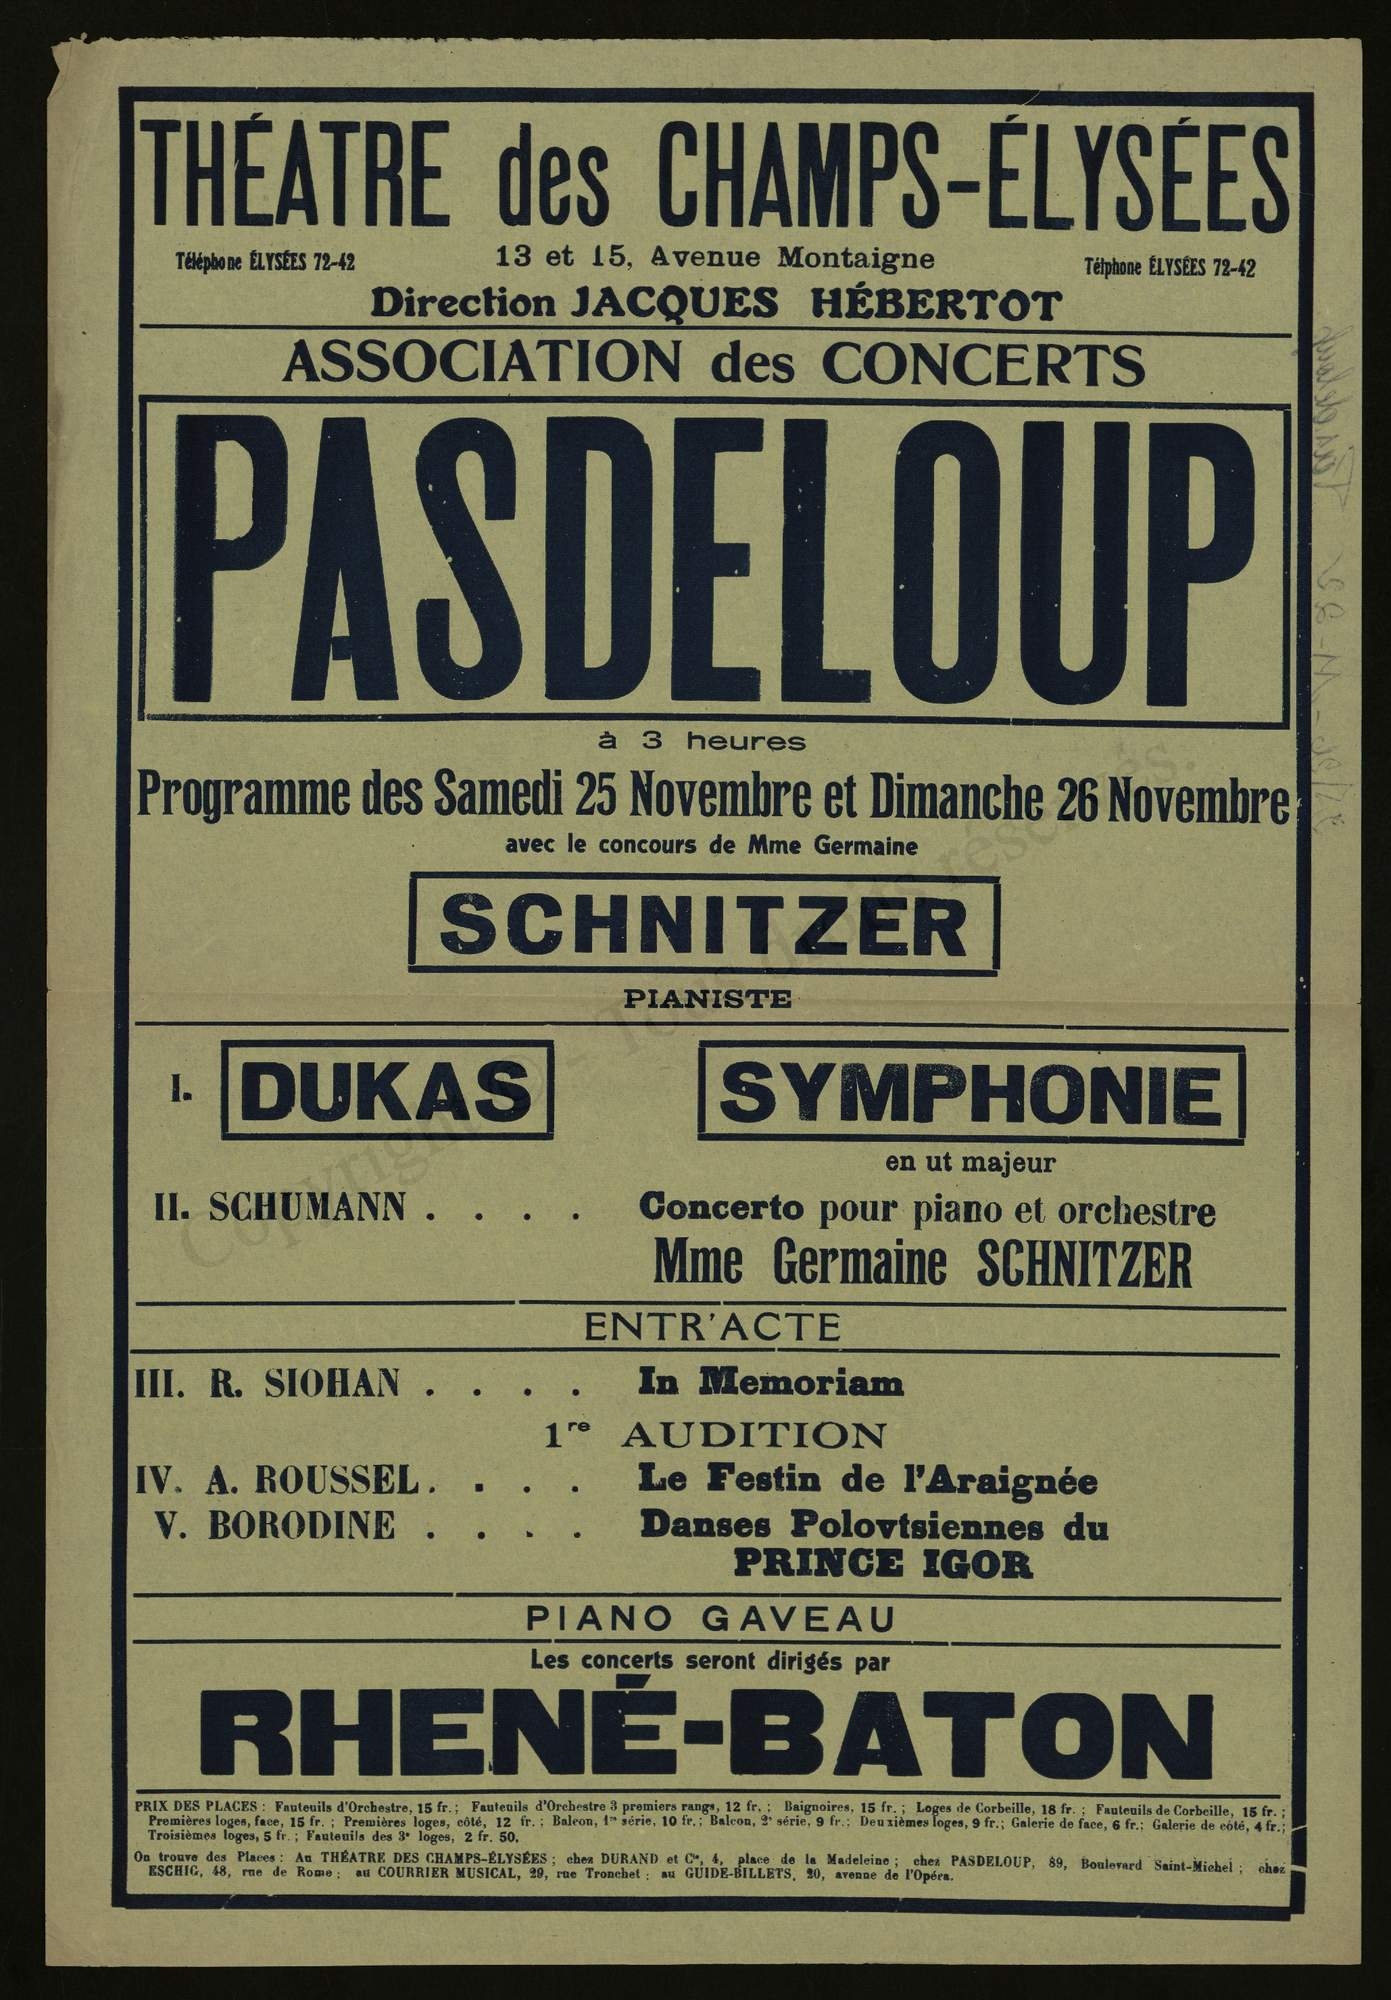 THÉATRE des CHAMPS-ÉLYSÉES
Téléphone ÉLYSÉES 72-42
13 et 15, Avenue Montaigne
Télphone ÉLYSÉES 72-42
Direction JACQUES HÉBERTOT
ASSOCIATION des CONCERTS
PASDELOUP
à 3 heures
Programme des Samedi 25 Novembre et Dimanche 26 Novembre
avec le concours de Mme Germaine
SCHNITZER
PIANISTE
I. DUKAS SYMPHONIE
en ut majeur
II. SCHUMANN . . . . Concerto pour piano et orchestre
Mme Germaine SCHNITZER
ENTR'ACTE
III. R. SIOHAN . . . . In Memoriam
1re AUDITION
IV. A. ROUSSEL . . . . Le Festin de l'Araignée
V. BORODINE . . . . Danses Polovtsiennes du
PRINCE IGOR
PIANO GAVEAU
Les concerts seront dirigés par
RHENÉ-BATON
PRIX DES PLACES : Fauteuils d'Orchestre, 15 fr. ; Fauteuils d'Orchestre 3 premiers rangs, 12 fr. ; Baignoires, 15 fr. ; Loges de Corbeille, 18 fr. ; Fauteuils de Corbeille, 15 fr. ;
Premières loges, face, 15 fr. ; Premières loges, côté, 12 fr. ; Balcon, 1re série, 10 fr. ; Balcon, 2e série, 9 fr. ; Deuxièmes loges, 9 fr. ; Galerie de face, 6 fr. ; Galerie de côté, 4 fr. ;
Troisièmes loges, 5 fr. ; Fauteuils des 3e loges, 2 fr. 50.
On trouve des Places : Au THÉATRE DES CHAMPS-ÉLYSÉES ; chez DURAND et Cie, 4, place de la Madeleine ; chez PASDELOUP, 89, Boulevard Saint-Michel ; chez
ESCHIG, 48, rue de Rome ; au COURRIER MUSICAL, 29, rue Tronchet ; au GUIDE-BILLETS, 20, avenue de l'Opéra.
Copyright © - Tous droits réservés.